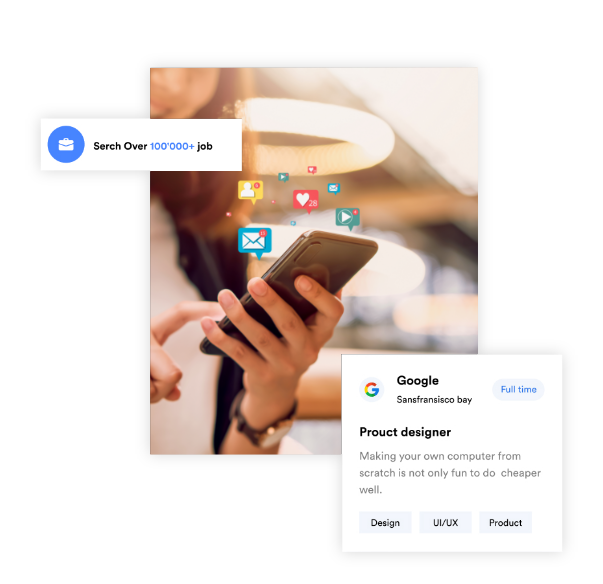 Serch Over 100'000+ job
28
Google
Full time
Sansfransisco bay
Prouct designer
Making your own computer from
scratch is not only fun to do cheaper
well.
Design UI/UX Product